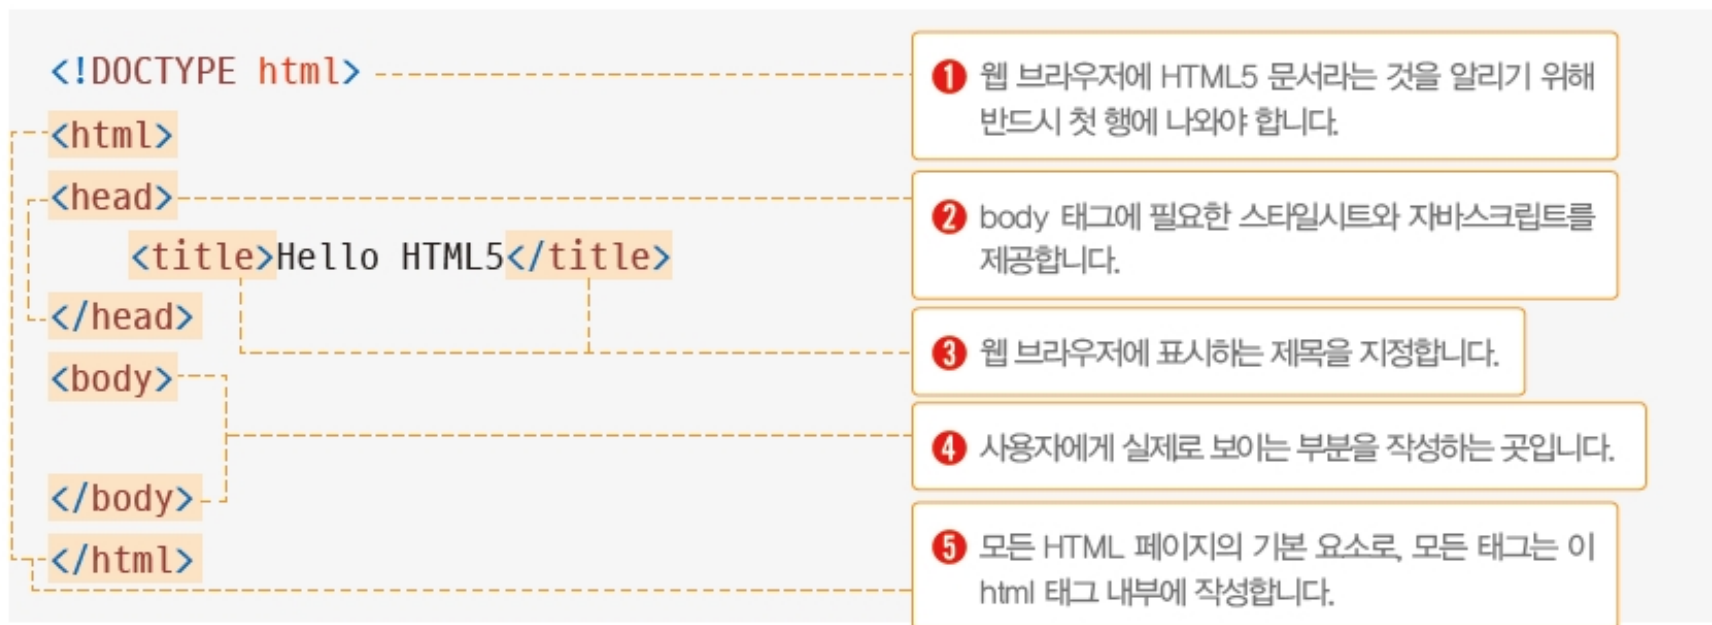 <!DOCTYPE html>
<html>
<head>
<title>Hello HTML5</title>
</head>
<body>
</body>
</html>
❶ 웹 브라우저에 HTML5 문서라는 것을 알리기 위해
반드시 첫 행에 나와야 합니다.
❷ body 태그에 필요한 스타일시트와 자바스크립트를
제공합니다.
❸ 웹 브라우저에 표시하는 제목을 지정합니다.
❹ 사용자에게 실제로 보이는 부분을 작성하는 곳입니다.
❺ 모든 HTML 페이지의 기본 요소로, 모든 태그는 이
html 태그 내부에 작성합니다.